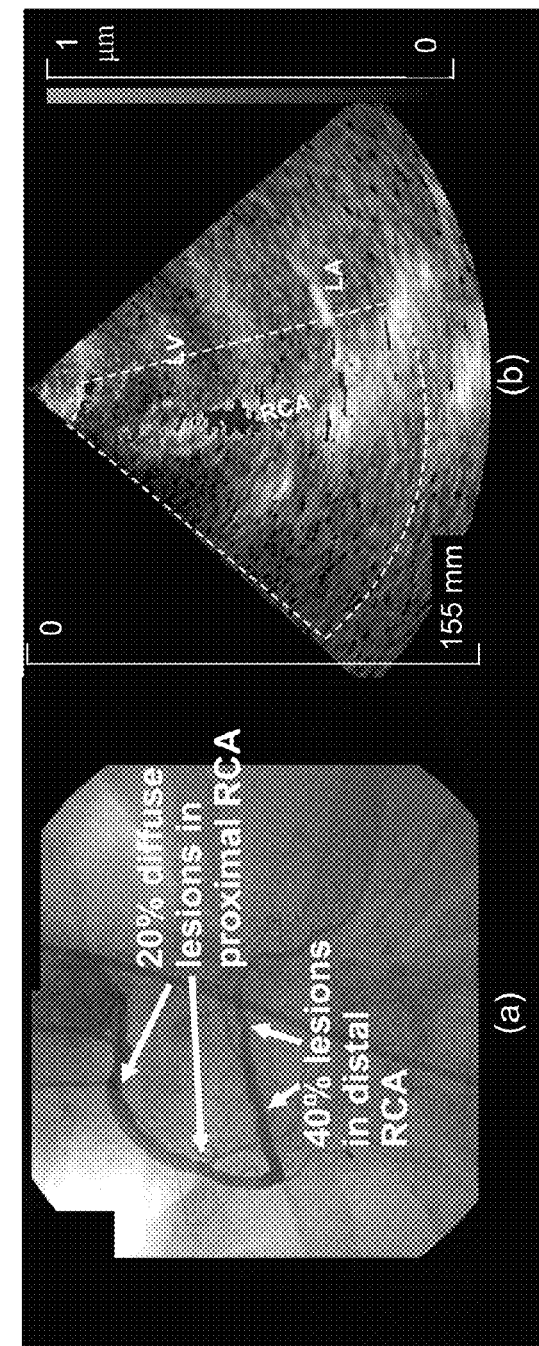 20% diffuse
lesions in
proximal RCA
40% lesions
in distal
RCA
(a)
0
155 mm
LV
RCA
LA
1
μm
0
(b)